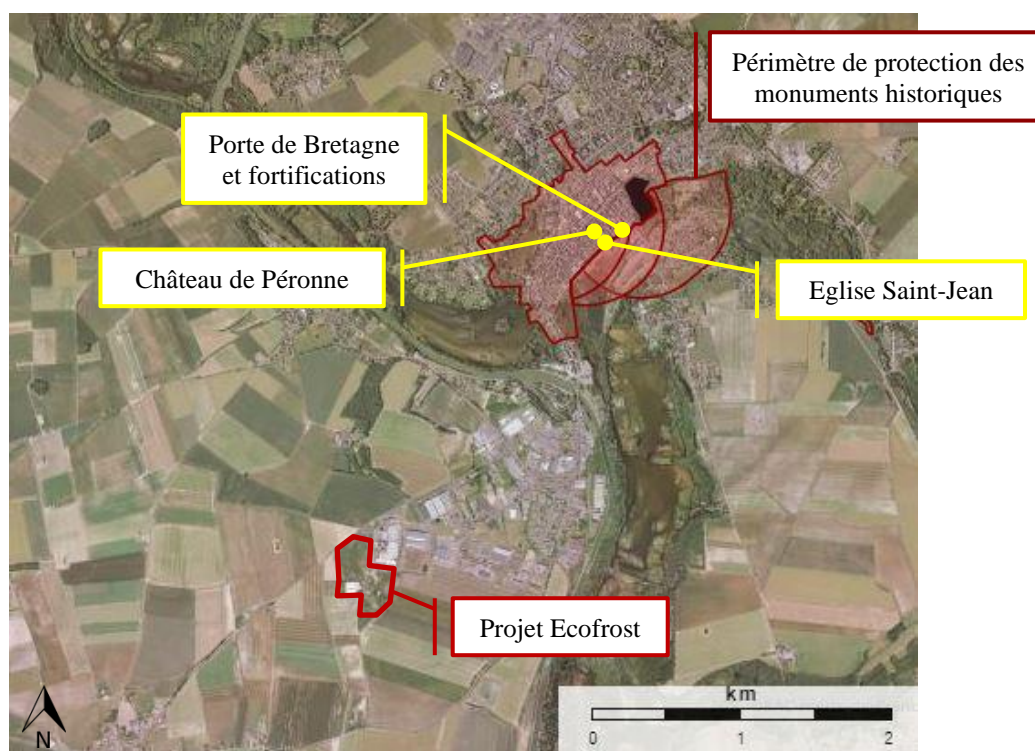 Périmètre de protection des
monuments historiques
Porte de Bretagne
et fortifications
Château de Péronne
Eglise Saint-Jean
Projet Ecofrost
km
0 1 2
N